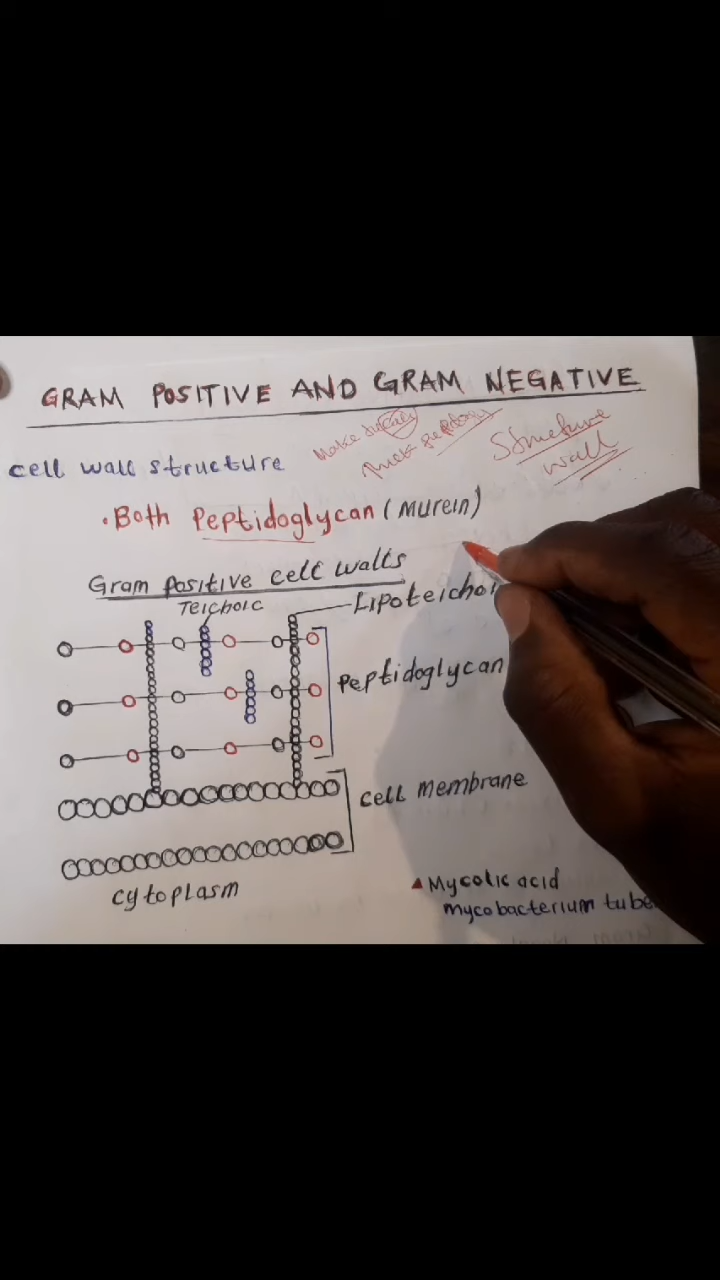 GRAM POSITIVE AND GRAM NEGATIVE
cell wall structure
Structure
wall
• Both Peptidoglycan (Murein)
Gram positive cell walls
Teichoic
Lipoteichoi
Peptidoglycan
cell Membrane
cytoplasm
Mycolic acid
mycobacterium tube